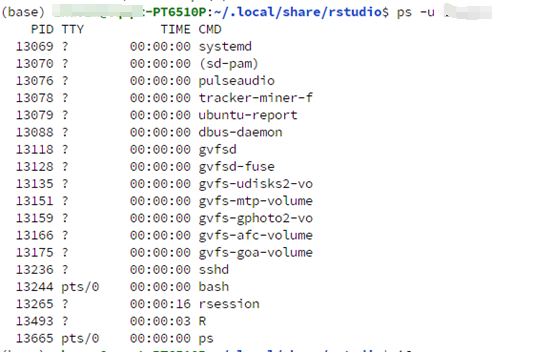 (base) -PT6510P:~/.local/share/rstudio$ ps -u
PID TTY TIME CMD
13069 ? 00:00:00 systemd
13070 ? 00:00:00 (sd-pam)
13076 ? 00:00:00 pulseaudio
13078 ? 00:00:00 tracker-miner-f
13079 ? 00:00:00 ubuntu-report
13088 ? 00:00:00 dbus-daemon
13118 ? 00:00:00 gvfsd
13128 ? 00:00:00 gvfsd-fuse
13135 ? 00:00:00 gvfs-udisks2-vo
13151 ? 00:00:00 gvfs-mtp-volume
13159 ? 00:00:00 gvfs-gphoto2-vo
13166 ? 00:00:00 gvfs-afc-volume
13175 ? 00:00:00 gvfs-goa-volume
13236 ? 00:00:00 sshd
13244 pts/0 00:00:00 bash
13265 ? 00:00:16 rsession
13493 ? 00:00:03 R
13665 pts/0 00:00:00 ps